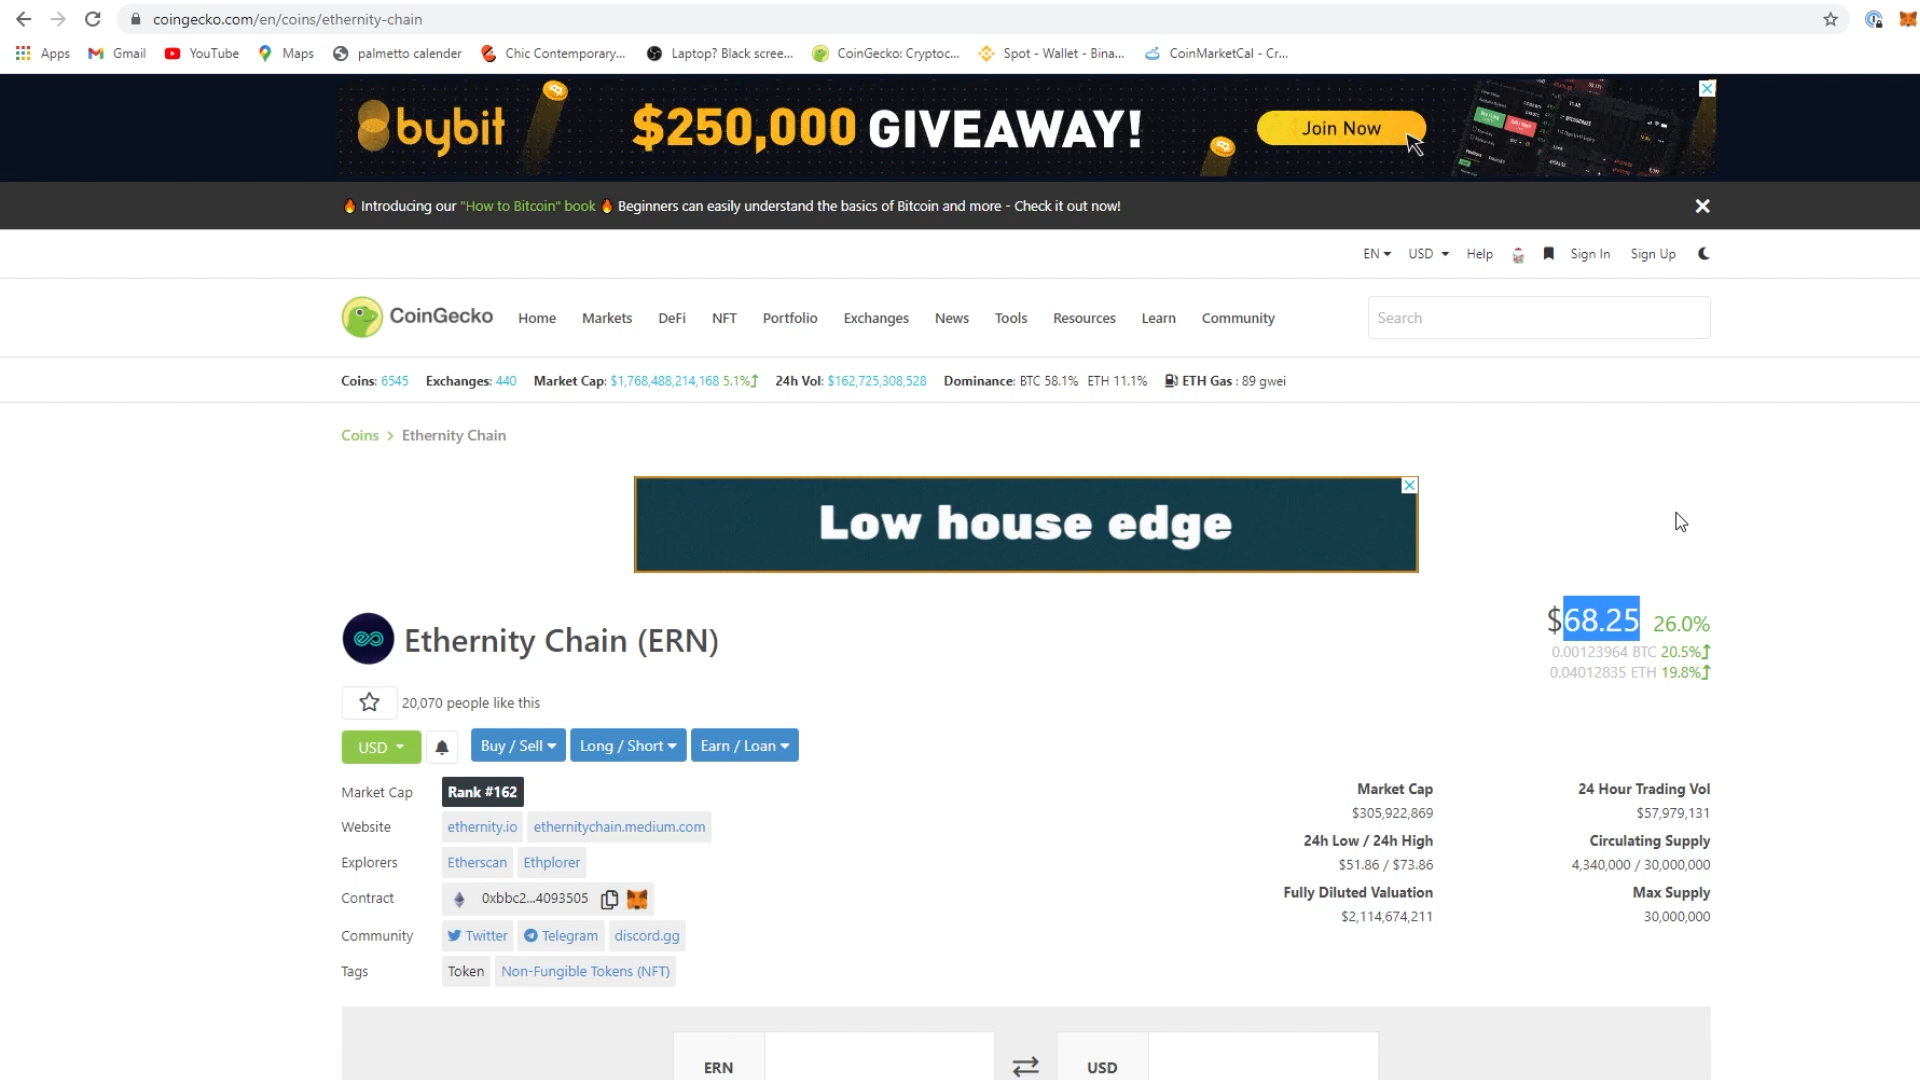 coingecko.com/en/coins/ethernity-chain
Apps Gmail YouTube Maps palmetto calender Chic Contemporary... Laptop? Black scree... CoinGecko: Cryptoc... Spot - Wallet - Bina... CoinMarketCal - Cr...
bybit $250,000 GIVEAWAY! Join Now
Introducing our "How to Bitcoin" book Beginners can easily understand the basics of Bitcoin and more - Check it out now!
EN USD Help Sign In Sign Up
CoinGecko Home Markets DeFi NFT Portfolio Exchanges News Tools Resources Learn Community Search
Coins: 6545 Exchanges: 440 Market Cap: $1,768,488,214,168 5.1% 24h Vol: $162,725,308,528 Dominance: BTC 58.1% ETH 11.1% ETH Gas : 89 gwei
Coins > Ethernity Chain
Low house edge
Ethernity Chain (ERN)
$68.25 26.0%
0.00123964 BTC 20.5%
0.04012835 ETH 19.8%
20,070 people like this
USD Buy / Sell Long / Short Earn / Loan
Market Cap Rank #162
Website ethernity.io ethernitychain.medium.com
Explorers Etherscan Ethplorer
Contract 0xbbc2...4093505
Community Twitter Telegram discord.gg
Tags Token Non-Fungible Tokens (NFT)
Market Cap
$305,922,869
24h Low / 24h High
$51.86 / $73.86
Fully Diluted Valuation
$2,114,674,211
24 Hour Trading Vol
$57,979,131
Circulating Supply
4,340,000 / 30,000,000
Max Supply
30,000,000
ERN USD